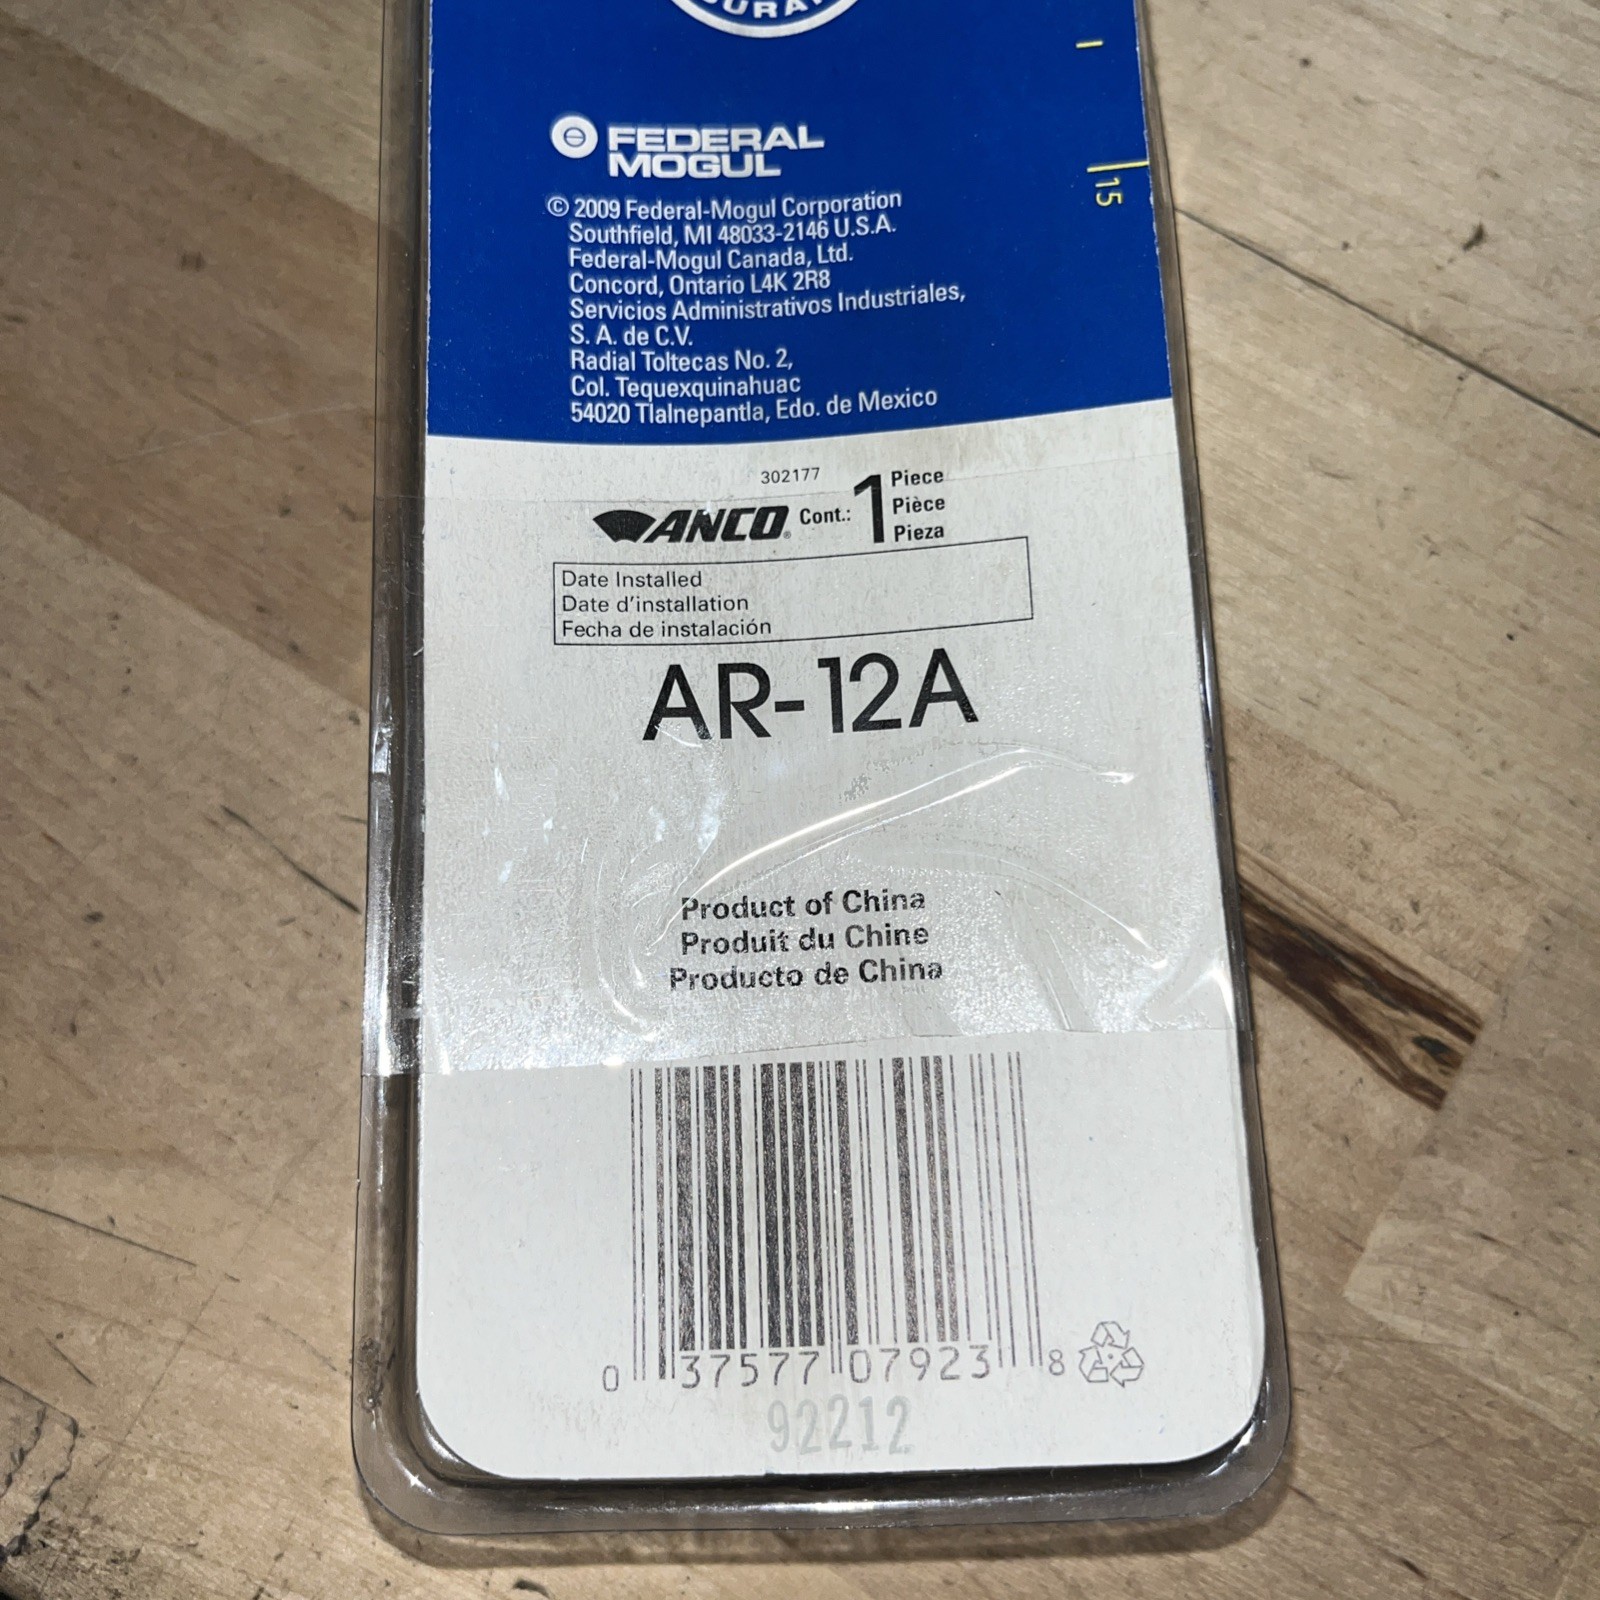 FEDERAL
MOGUL
© 2009 Federal-Mogul Corporation
Southfield, MI 48033-2146 U.S.A.
Federal-Mogul Canada, Ltd.
Concord, Ontario L4K 2R8
Servicios Administrativos Industriales,
S. A. de C.V.
Radial Toltecas No. 2,
Col. Tequexquinahuac
54020 Tlalnepantla, Edo. de Mexico
15
302177
ANCO® Cont.: 1 Piece
Pièce
Pieza
Date Installed
Date d'installation
Fecha de instalación
AR-12A
Product of China
Produit du Chine
Producto de China
0 37577 07923 8
92212